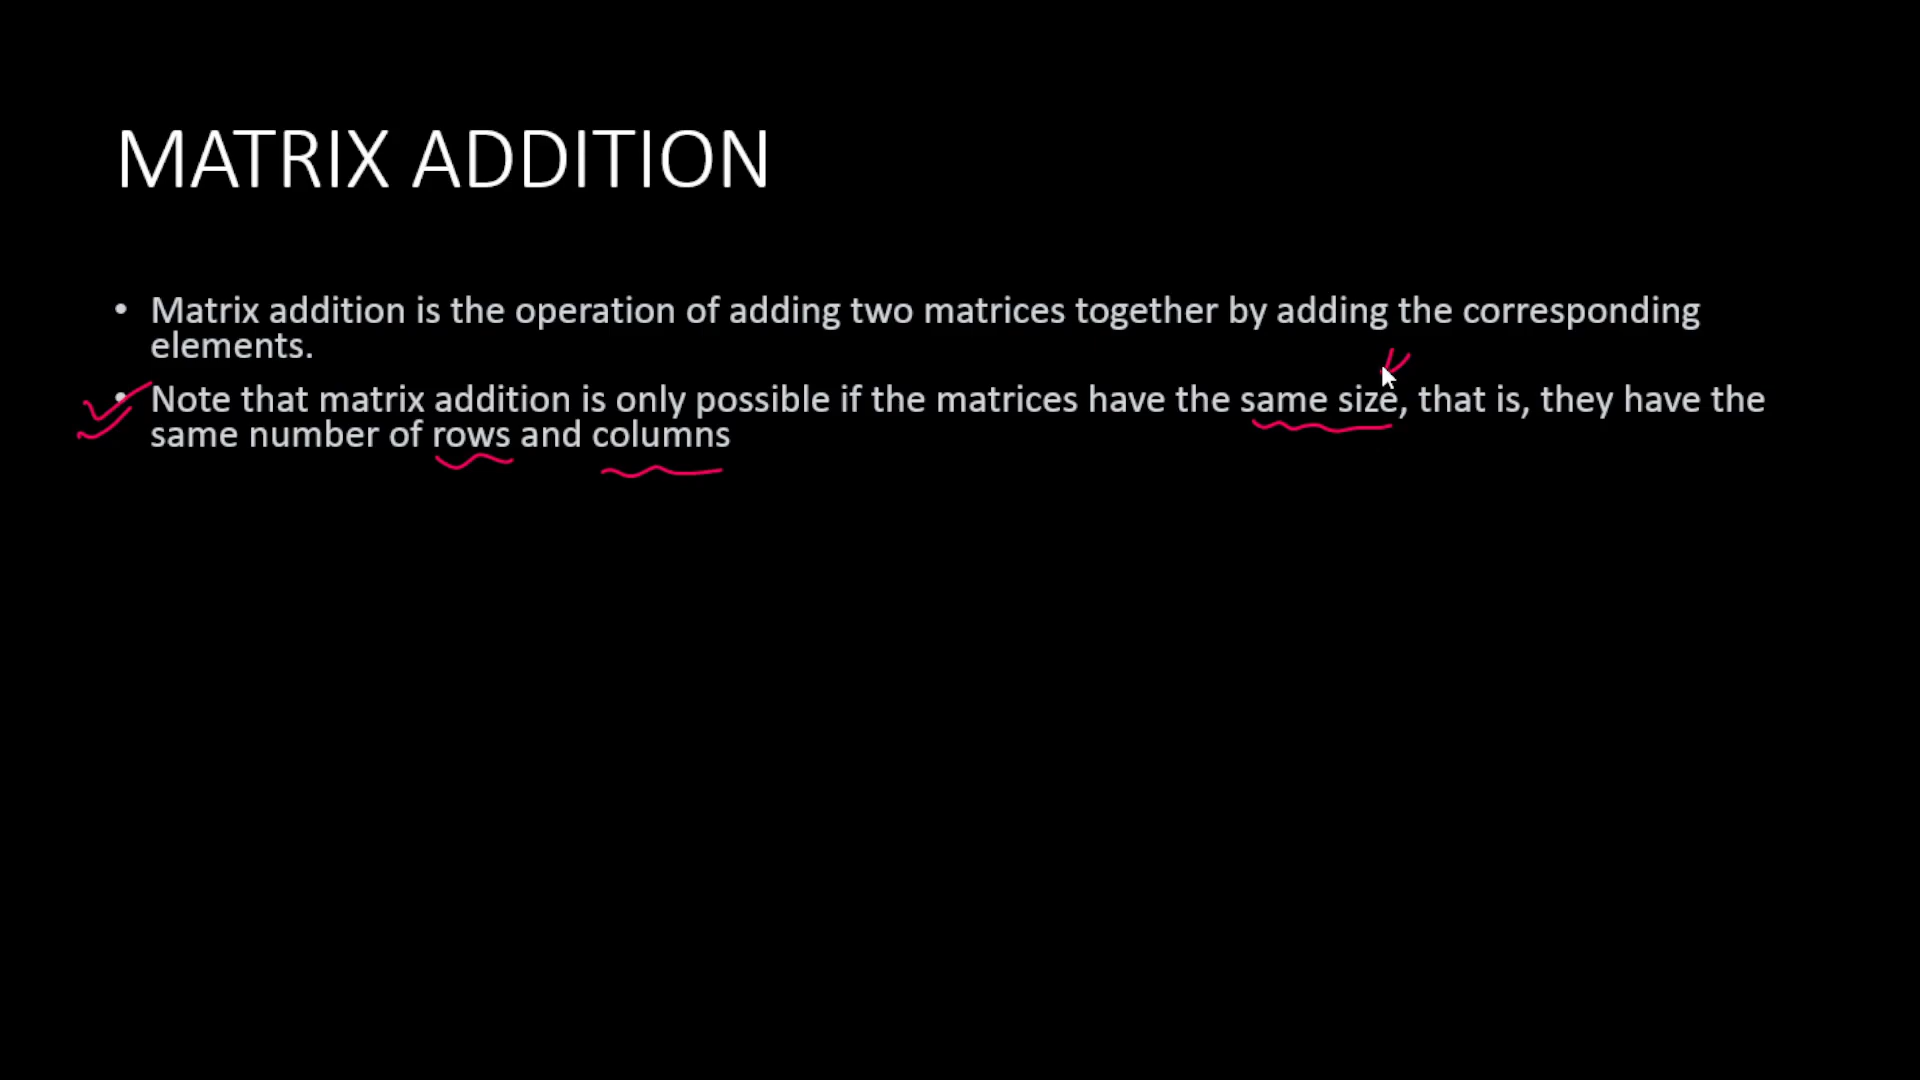 MATRIX ADDITION
• Matrix addition is the operation of adding two matrices together by adding the corresponding
elements.
• Note that matrix addition is only possible if the matrices have the same size, that is, they have the
same number of rows and columns